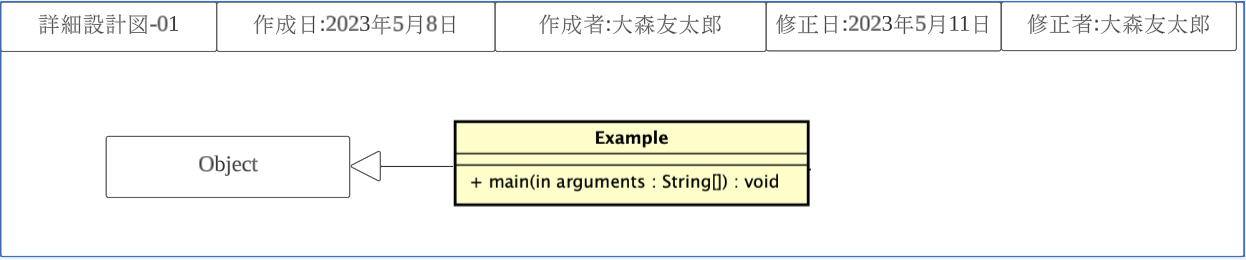 詳細設計図-01 作成日:2023年5月8日 作成者:大森友太郎 修正日:2023年5月11日 修正者:大森友太郎
Example
Object
+ main(in arguments : String[]) : void